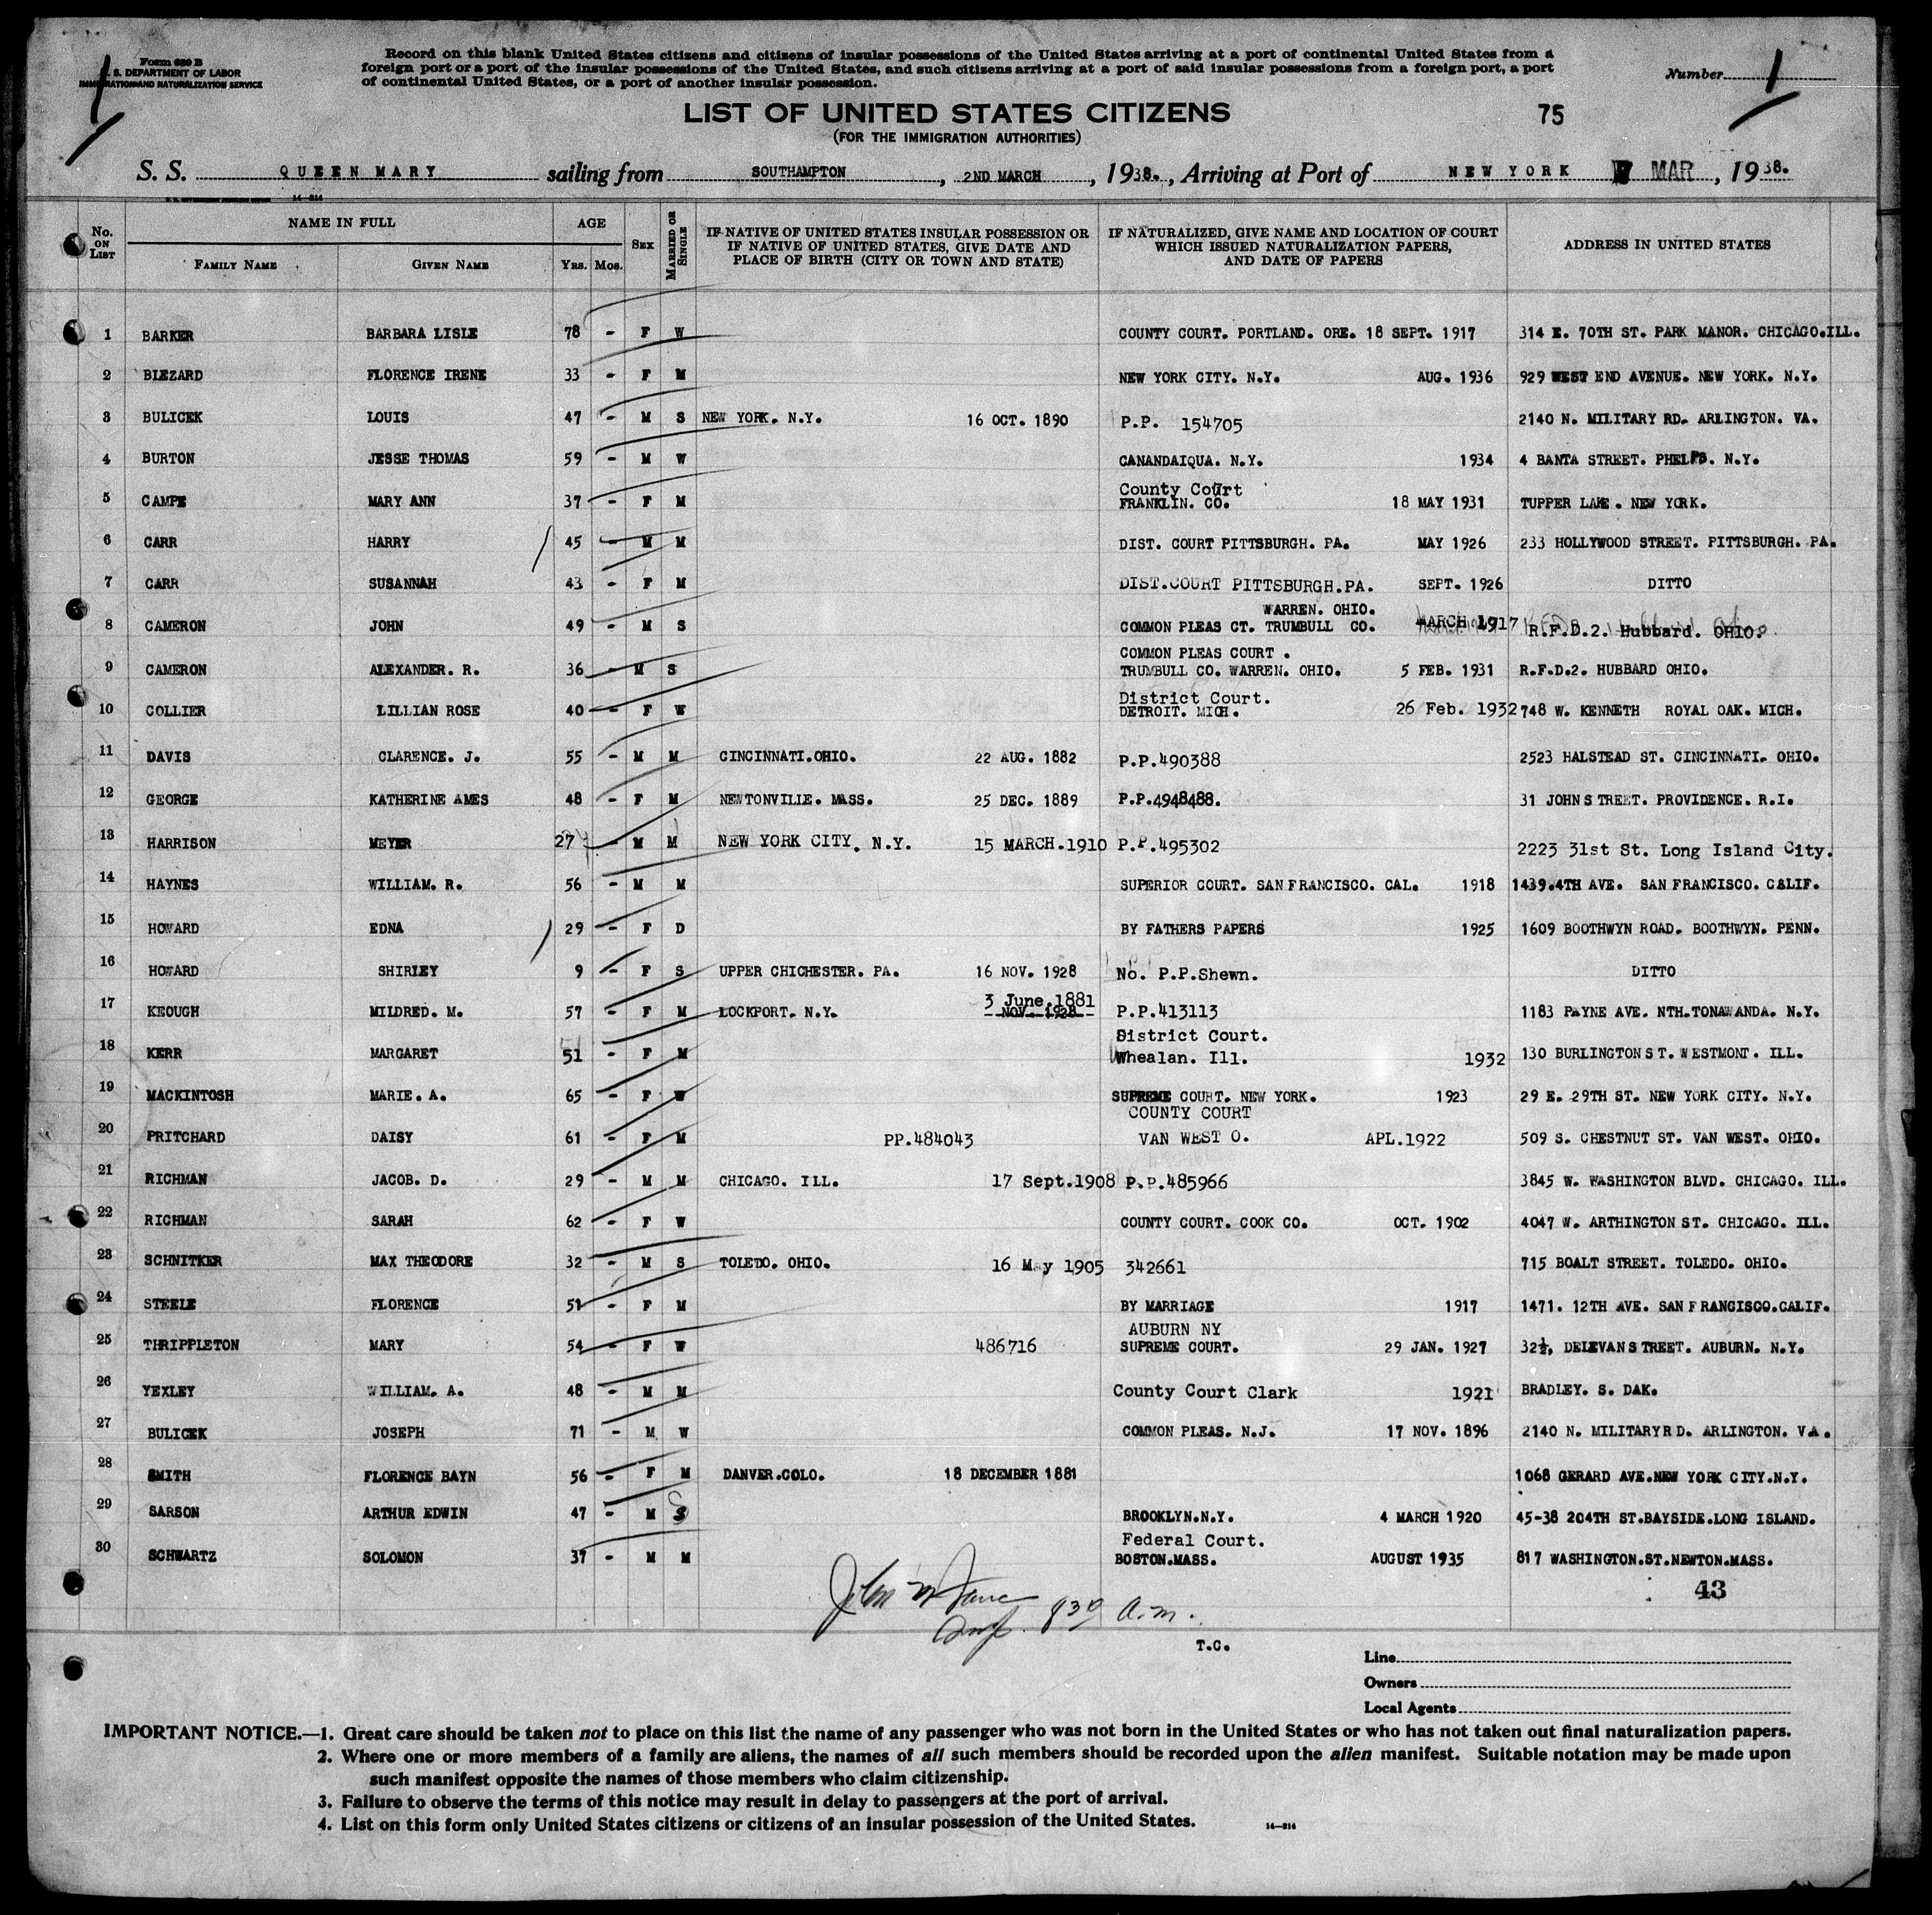 Form 630 B
U. S. DEPARTMENT OF LABOR
IMMIGRATION AND NATURALIZATION SERVICE
Record on this blank United States citizens and citizens of insular possessions of the United States arriving at a port of continental United States from a
foreign port or a port of the insular possessions of the United States, and such citizens arriving at a port of said insular possessions from a foreign port, a port
of continental United States, or a port of another insular possession.
Number 1
1
LIST OF UNITED STATES CITIZENS 75
(FOR THE IMMIGRATION AUTHORITIES)
S. S. QUEEN MARY sailing from SOUTHAMPTON, 2ND MARCH, 1938., Arriving at Port of NEW YORK MAR, 1938.
14—814
No. ON LIST NAME IN FULL AGE SEX MARRIED OR SINGLE IF NATIVE OF UNITED STATES INSULAR POSSESSION OR IF NATIVE OF UNITED STATES, GIVE DATE AND PLACE OF BIRTH (CITY OR TOWN AND STATE) IF NATURALIZED, GIVE NAME AND LOCATION OF COURT WHICH ISSUED NATURALIZATION PAPERS, AND DATE OF PAPERS ADDRESS IN UNITED STATES
FAMILY NAME GIVEN NAME Yrs. Mos.
1 BARKER BARBARA LISLE 78 - F W COUNTY COURT. PORTLAND. ORE. 18 SEPT. 1917 314 E. 70TH ST. PARK MANOR. CHICAGO.ILL.
2 BLEZARD FLORENCE IRENE 33 - F M NEW YORK CITY. N.Y. AUG. 1936 929 WEST END AVENUE. NEW YORK. N.Y.
3 BULICEK LOUIS 47 - M S NEW YORK. N.Y. 16 OCT. 1890 P.P. 154705 2140 N. MILITARY RD. ARLINGTON. VA.
4 BURTON JESSE THOMAS 59 - M W CANANDAIQUA. N.Y. 1934 4 BANTA STREET. PHELPS. N.Y.
5 CAMPE MARY ANN 37 - F M County Court
FRANKLIN. CO. 18 MAY 1931 TUPPER LAKE. NEW YORK.
6 CARR HARRY 45 - M M DIST. COURT PITTSBURGH. PA. MAY 1926 233 HOLLYWOOD STREET. PITTSBURGH. PA.
7 CARR SUSANNAH 43 - F M DIST.COURT PITTSBURGH.PA. SEPT. 1926 DITTO
WARREN. OHIO.
8 CAMERON JOHN 49 - M S COMMON PLEAS CT. TRUMBULL CO. MARCH 1917 R.F.D.2. Hubbard. OHIO.
COMMON PLEAS COURT .
9 CAMERON ALEXANDER. R. 36 - M S TRUMBULL CO. WARREN. OHIO. 5 FEB. 1931 R.F.D.2. HUBBARD OHIO.
District Court.
10 COLLIER LILLIAN ROSE 40 - F W DETROIT. MICH. 26 Feb. 1932 748 W. KENNETH ROYAL OAK. MICH.
11 DAVIS CLARENCE. J. 55 - M M CINCINNATI.OHIO. 22 AUG. 1882 P.P.490388 2523 HALSTEAD ST. CINCINNATI. OHIO.
12 GEORGE KATHERINE AMES 48 - F M NEWTONVILLE. MASS. 25 DEC. 1889 P.P.4948488. 31 JOHN STREET. PROVIDENCE. R.I.
13 HARRISON MEYER 27 - M M NEW YORK CITY. N.Y. 15 MARCH.1910 P.P.495302 2223 31st St. Long Island City.
14 HAYNES WILLIAM. R. 56 - M M SUPERIOR COURT. SAN FRANCISCO. CAL. 1918 1439.4TH AVE. SAN FRANCISCO. CALIF.
15 HOWARD EDNA 29 - F D BY FATHERS PAPERS 1925 1609 BOOTHWYN ROAD. BOOTHWYN. PENN.
16 HOWARD SHIRLEY 9 - F S UPPER CHICHESTER. PA. 16 NOV. 1928 No. P.P.Shewn. DITTO
3 June.1881
17 KEOUGH MILDRED. M. 57 - F M LOCKPORT. N.Y. NOV. 1928 P.P.413113 1183 PAYNE AVE. NTH.TONAWANDA. N.Y.
District Court.
18 KERR MARGARET 51 - F M Whealan. Ill. 1932 130 BURLINGTON ST. WESTMONT. ILL.
19 MACKINTOSH MARIE. A. 65 - F W SUPREME COURT. NEW YORK. 1923 29 E. 29TH ST. NEW YORK CITY. N.Y.
COUNTY COURT
20 PRITCHARD DAISY 61 - F M PP.484043 VAN WEST O. APL.1922 509 S. CHESTNUT ST. VAN WEST. OHIO.
21 RICHMAN JACOB. D. 29 - M M CHICAGO. ILL. 17 Sept.1908 P.P.485966 3845 W. WASHINGTON BLVD. CHICAGO. ILL.
22 RICHMAN SARAH 62 - F W COUNTY COURT. COOK CO. OCT. 1902 4047 W. ARTHINGTON ST. CHICAGO. ILL.
23 SCHNITKER MAX THEODORE 32 - M S TOLEDO. OHIO. 16 May 1905 342661 715 BOALT STREET. TOLEDO. OHIO.
24 STEELE FLORENCE 51 - F M BY MARRIAGE 1917 1471. 12TH AVE. SAN FRANCISCO.CALIF.
AUBURN NY
25 THRIPPLETON MARY 54 - F W 486716 SUPREME COURT. 29 JAN. 1927 32½, DELEVAN STREET. AUBURN. N.Y.
26 YEXLEY WILLIAM. A. 48 - M M County Court Clark 1921 BRADLEY. S. DAK.
27 BULICEK JOSEPH 71 - M W COMMON PLEAS. N.J. 17 NOV. 1896 2140 N. MILITARY RD. ARLINGTON. VA.
28 SMITH FLORENCE BAYN 56 - F M DANVER.COLO. 18 DECEMBER 1881 1068 GERARD AVE.NEW YORK CITY.N.Y.
29 SARSON ARTHUR EDWIN 47 - M S BROOKLYN.N.Y. 4 MARCH 1920 45-38 204TH ST.BAYSIDE.LONG ISLAND.
Federal Court.
30 SCHWARTZ SOLOMON 37 - M M BOSTON.MASS. AUGUST 1935 817 WASHINGTON.ST.NEWTON.MASS.
43
John
930 a.m.
T.C.
Line
Owners
Local Agents
IMPORTANT NOTICE.—1. Great care should be taken not to place on this list the name of any passenger who was not born in the United States or who has not taken out final naturalization papers.
2. Where one or more members of a family are aliens, the names of all such members should be recorded upon the alien manifest. Suitable notation may be made upon
such manifest opposite the names of those members who claim citizenship.
3. Failure to observe the terms of this notice may result in delay to passengers at the port of arrival.
4. List on this form only United States citizens or citizens of an insular possession of the United States.
14—814